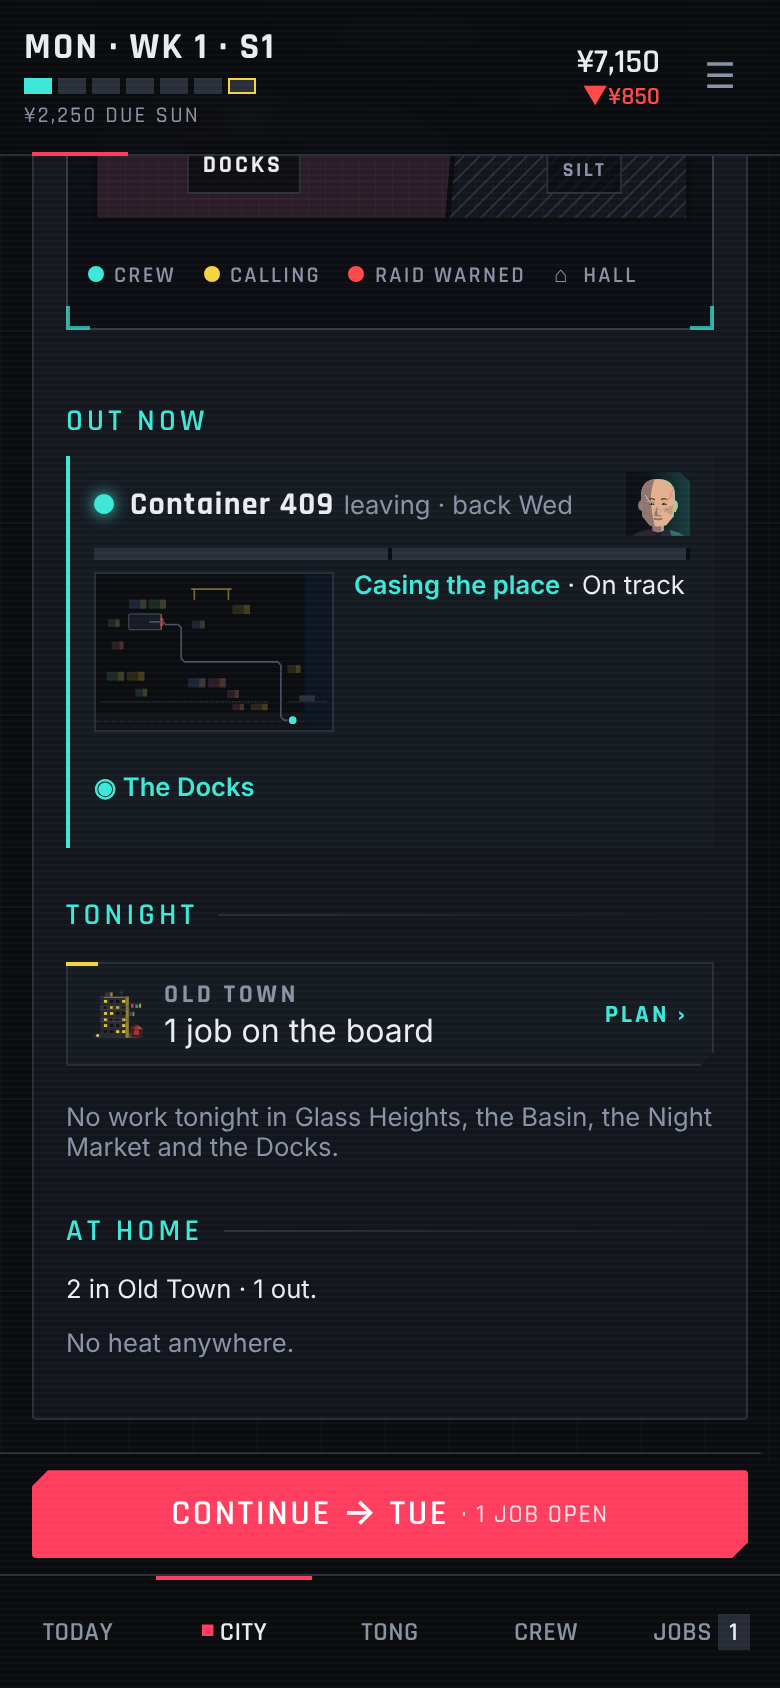 MON · WK 1 · S1
¥2,250 DUE SUN
¥7,150
▼¥850
DOCKS
SILT
CREW CALLING RAID WARNED HALL
OUT NOW
Container 409 leaving · back Wed
Casing the place · On track
The Docks
TONIGHT
OLD TOWN
1 job on the board
PLAN ›
No work tonight in Glass Heights, the Basin, the Night
Market and the Docks.
AT HOME
2 in Old Town · 1 out.
No heat anywhere.
CONTINUE → TUE · 1 JOB OPEN
TODAY CITY TONG CREW JOBS 1